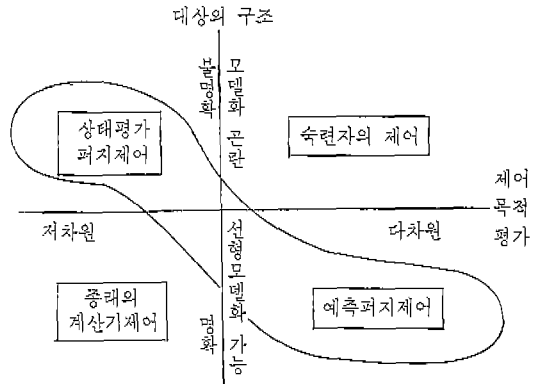 대상의 구조
불명확
모델화 곤란
상태평가
퍼지제어
숙련자의 제어
제어
목적
평가
저차원
다차원
선형모델화 가능
명확
종래의
계산기제어
예측퍼지제어